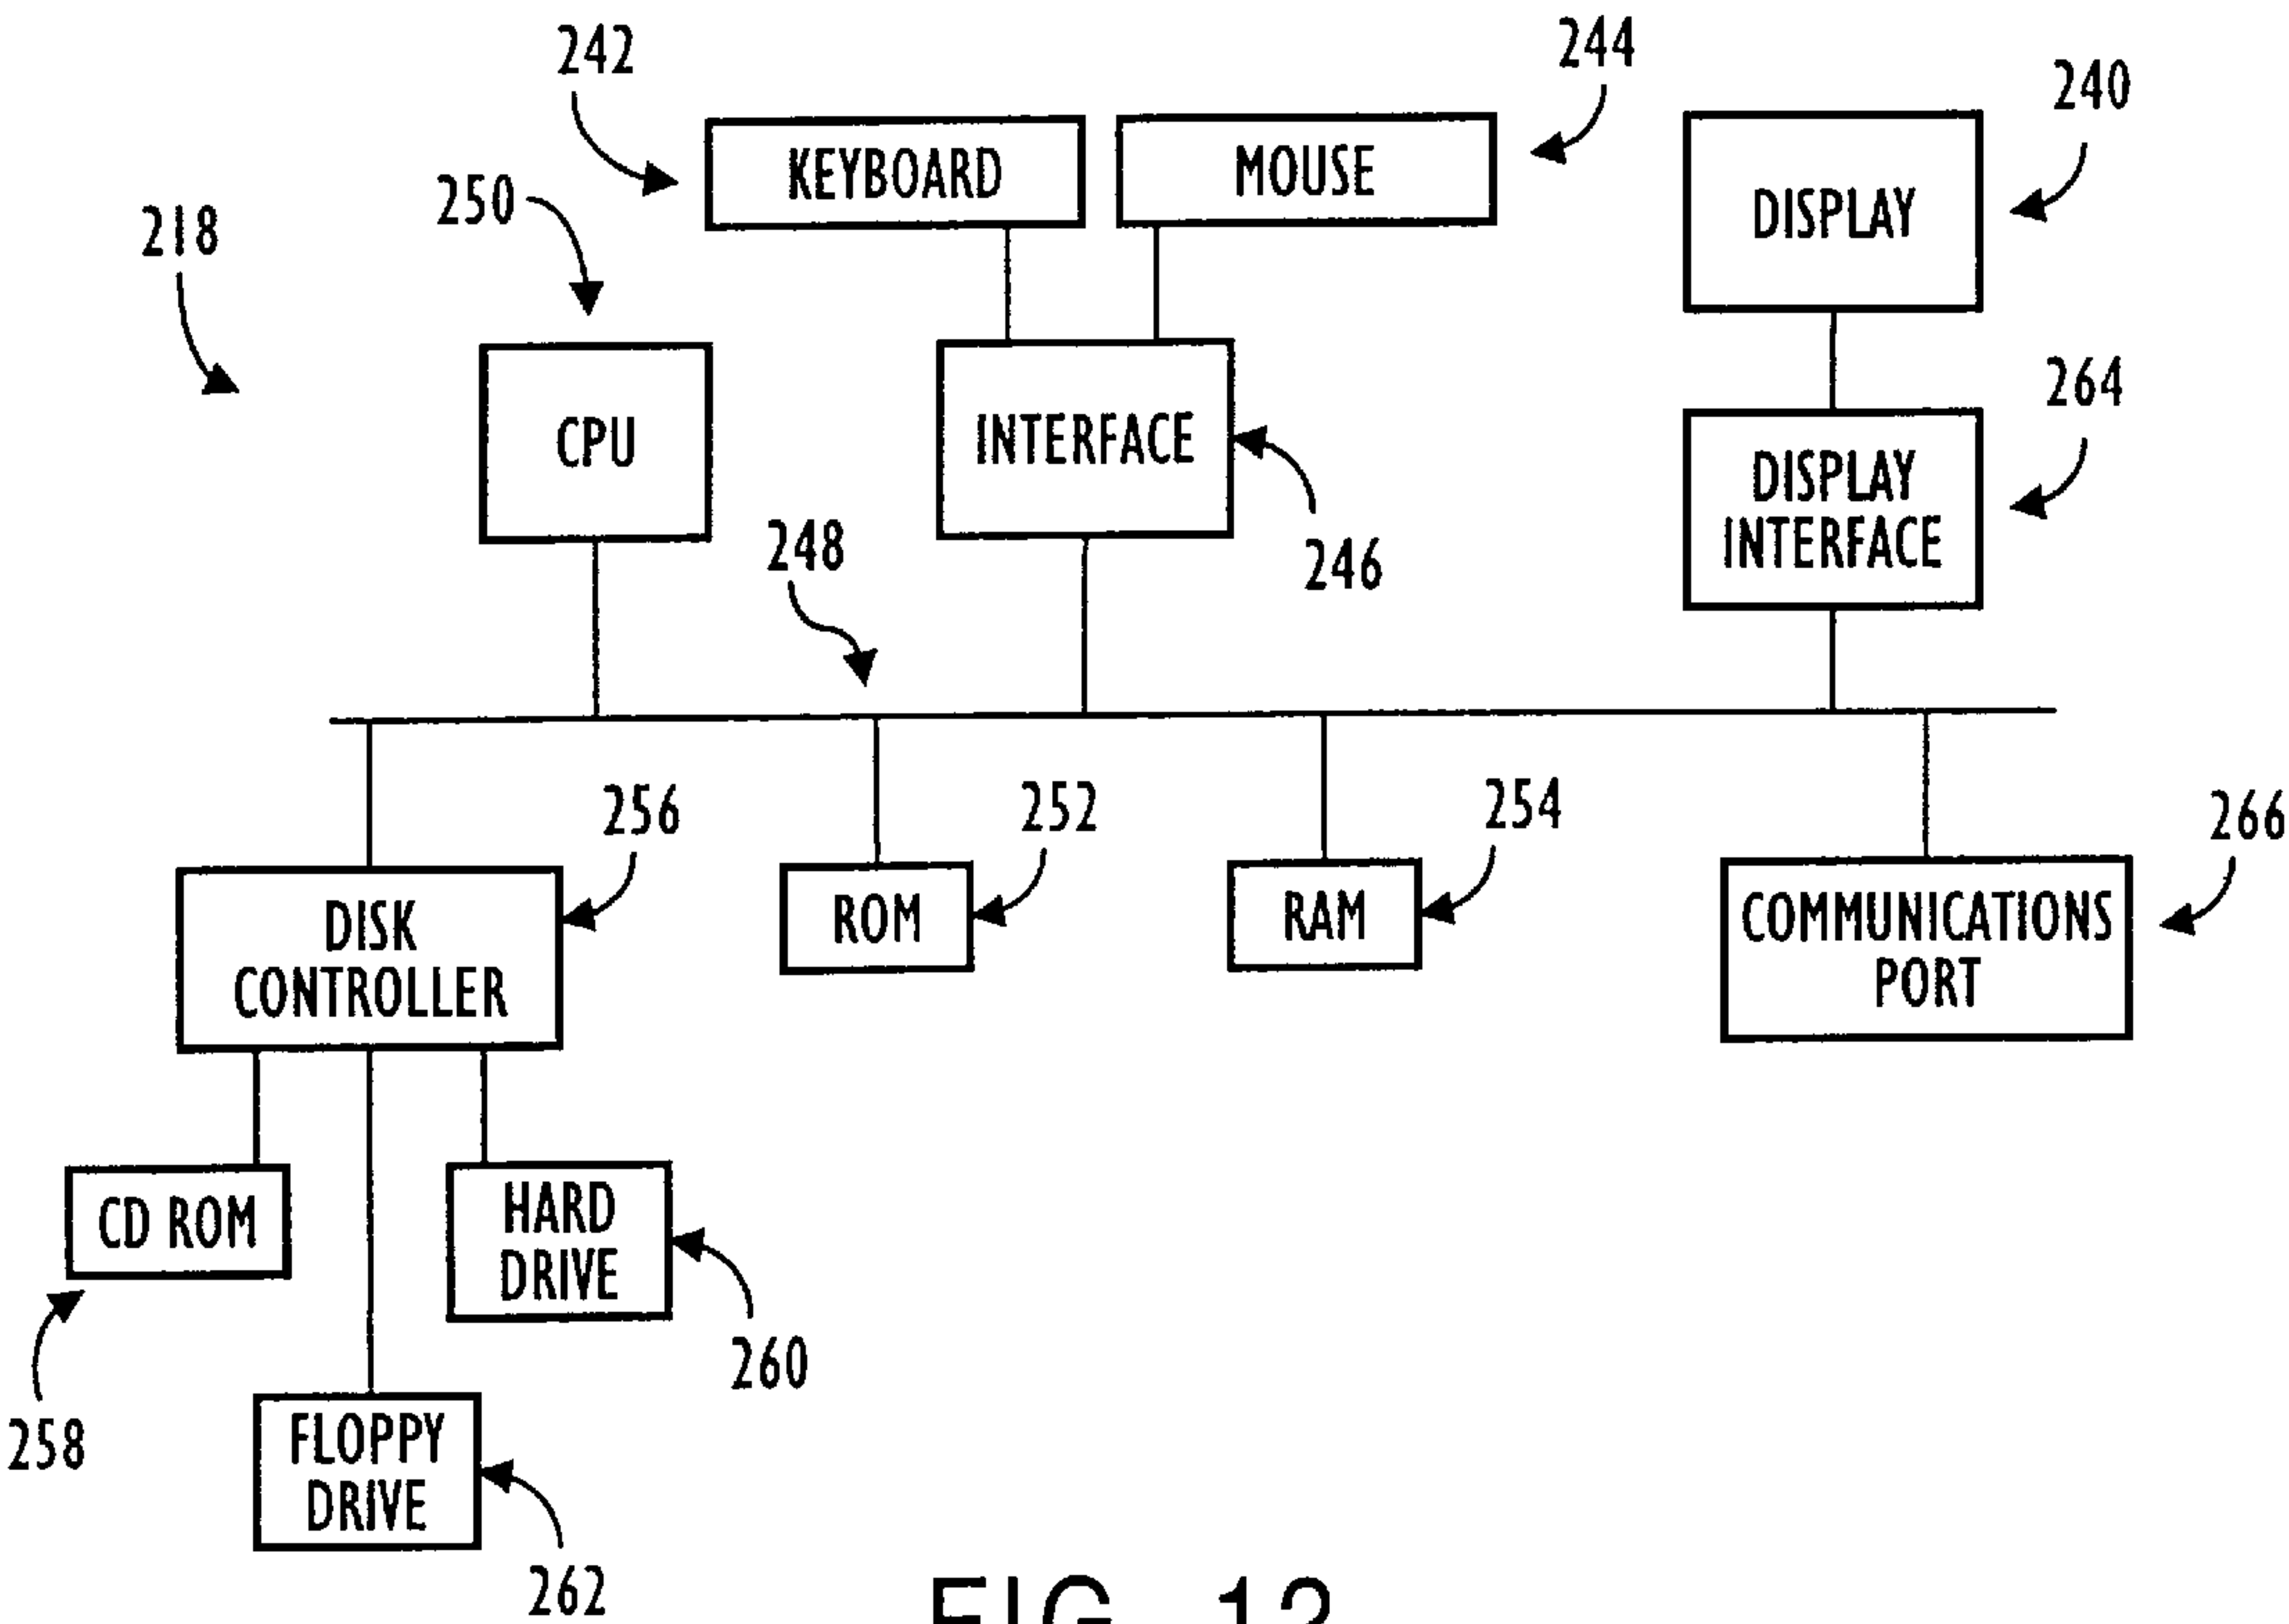 242
244
240
KEYBOARD
MOUSE
250
218
DISPLAY
264
CPU
INTERFACE
DISPLAY
INTERFACE
248
246
256
252
254
266
DISK
CONTROLLER
ROM
RAM
COMMUNICATIONS
PORT
CD ROM
HARD
DRIVE
260
258
FLOPPY
DRIVE
262